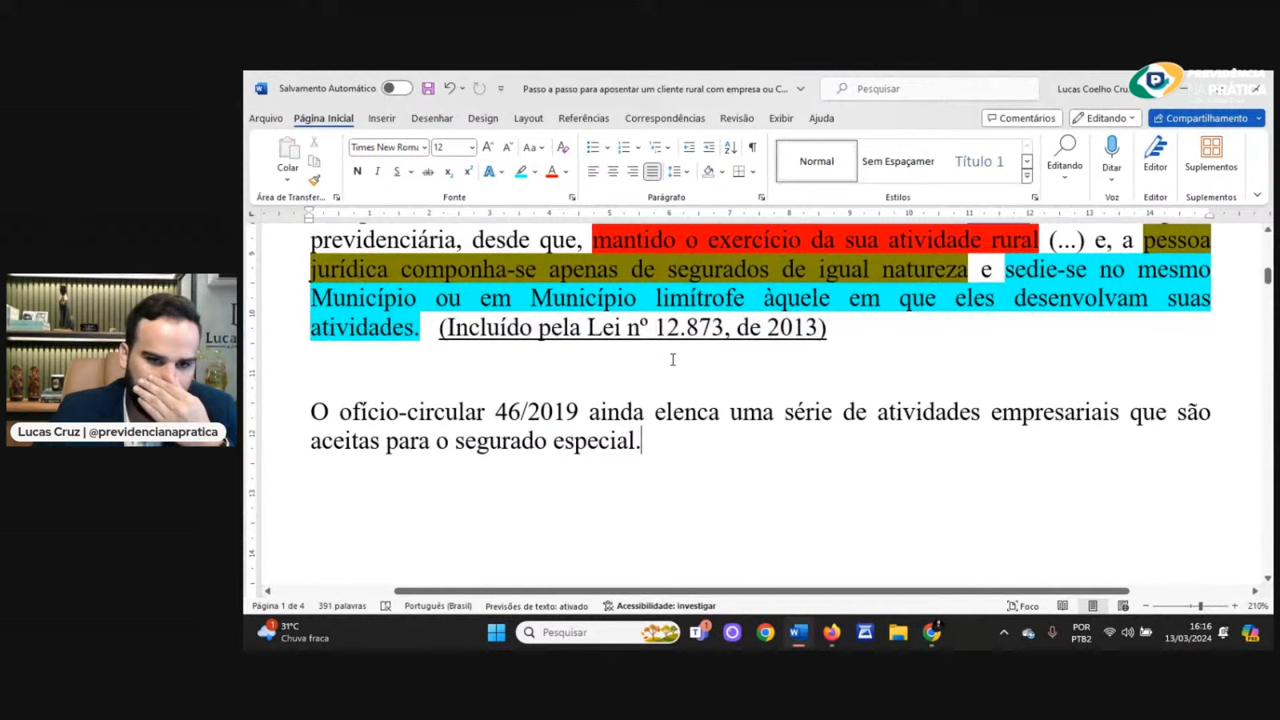 PREVIDÊNCIA
NA PRÁTICA
Salvamento Automático
Passo a passo para aposentar um cliente rural com empresa ou C...
Pesquisar
Lucas Coelho Cruz
Arquivo Página Inicial Inserir Desenhar Design Layout Referências Correspondências Revisão Exibir Ajuda
Comentários Editando Compartilhamento
Times New Romu 12
Normal Sem Espaçamer Título 1
Colar
Editando Ditar Editor Suplementos
Área de Transfer... Fonte Parágrafo Estilos Voz Editor Suplementos
previdenciária, desde que, mantido o exercício da sua atividade rural (...) e, a pessoa
jurídica componha-se apenas de segurados de igual natureza e sedie-se no mesmo
Município ou em Município limítrofe àquele em que eles desenvolvam suas
atividades. (Incluído pela Lei nº 12.873, de 2013)
O ofício-circular 46/2019 ainda elenca uma série de atividades empresariais que são
aceitas para o segurado especial.
Lucas Cruz | @previdencianapratica
Página 1 de 4 391 palavras Português (Brasil) Previsões de texto: ativado Acessibilidade: investigar Foco 210%
31°C
Chuva fraca
Pesquisar
POR
PTB2
16:16
13/03/2024